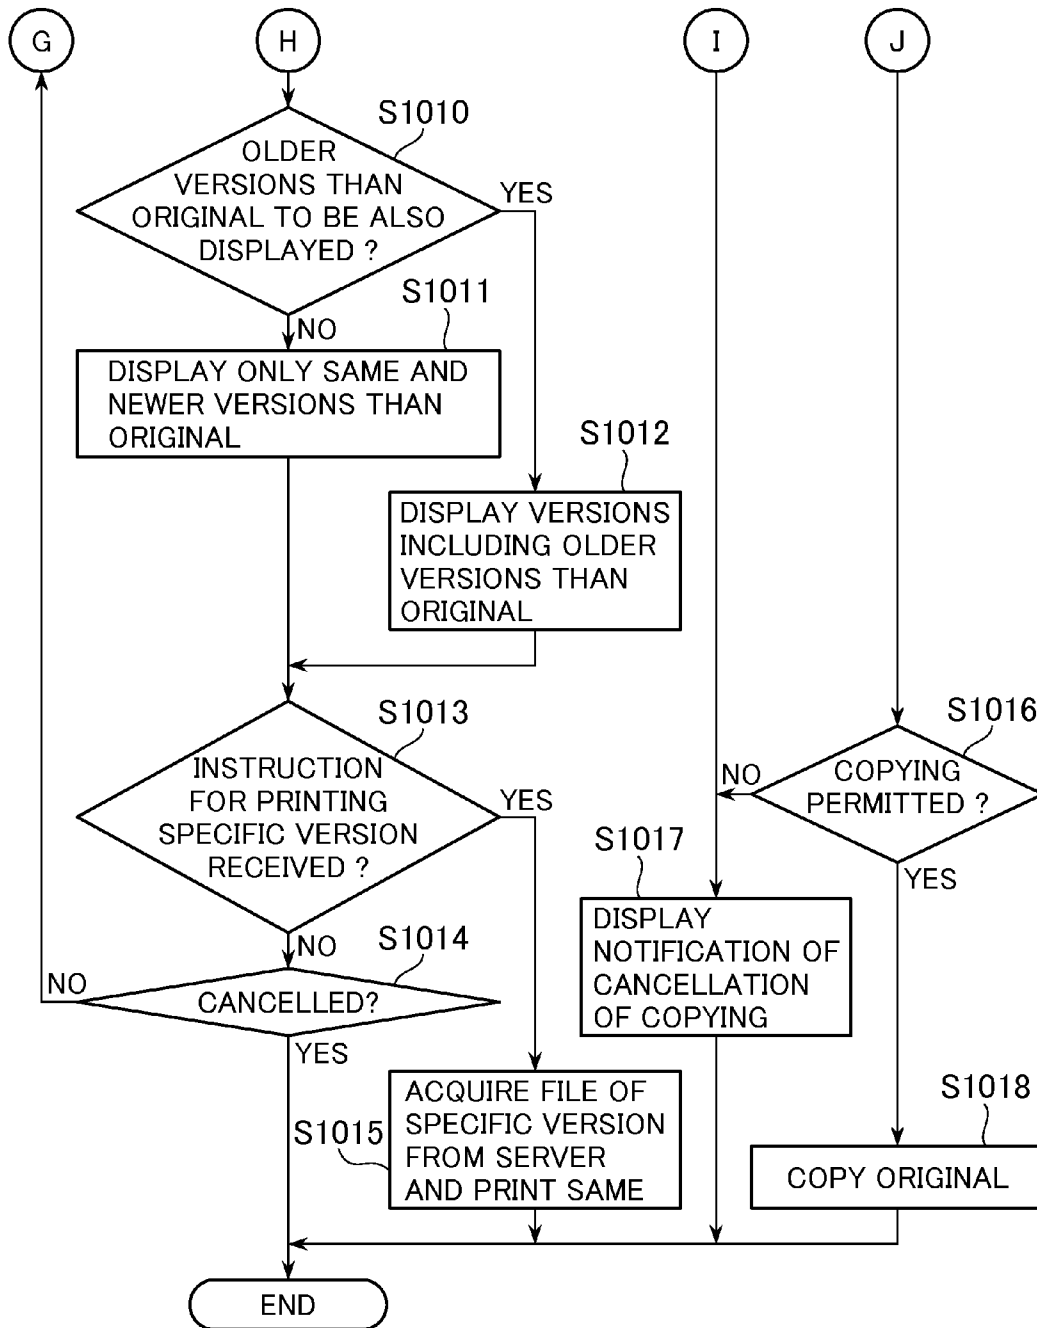 G
H
I
J
S1010
OLDER
VERSIONS THAN
ORIGINAL TO BE ALSO
DISPLAYED ?
YES
NO
S1011
DISPLAY ONLY SAME AND
NEWER VERSIONS THAN
ORIGINAL
S1012
DISPLAY VERSIONS
INCLUDING OLDER
VERSIONS THAN
ORIGINAL
S1013
INSTRUCTION
FOR PRINTING
SPECIFIC VERSION
RECEIVED ?
YES
NO
S1016
COPYING
PERMITTED ?
NO
YES
S1017
DISPLAY
NOTIFICATION OF
CANCELLATION
OF COPYING
S1014
CANCELLED?
NO
YES
S1015
ACQUIRE FILE OF
SPECIFIC VERSION
FROM SERVER
AND PRINT SAME
S1018
COPY ORIGINAL
END